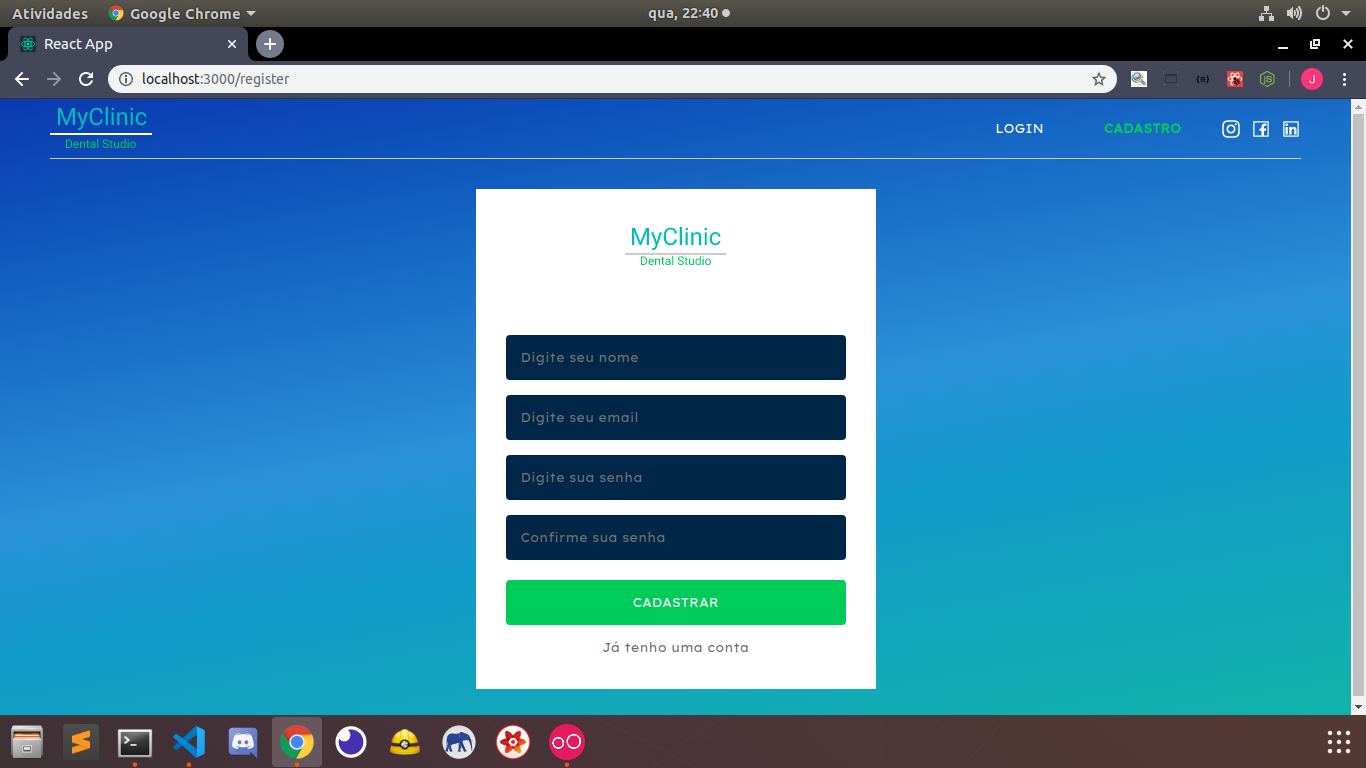 Atividades Google Chrome qua, 22:40
React App
localhost:3000/register J
MyClinic
Dental Studio
LOGIN CADASTRO
MyClinic
Dental Studio
Digite seu nome
Digite seu email
Digite sua senha
Confirme sua senha
CADASTRAR
Já tenho uma conta